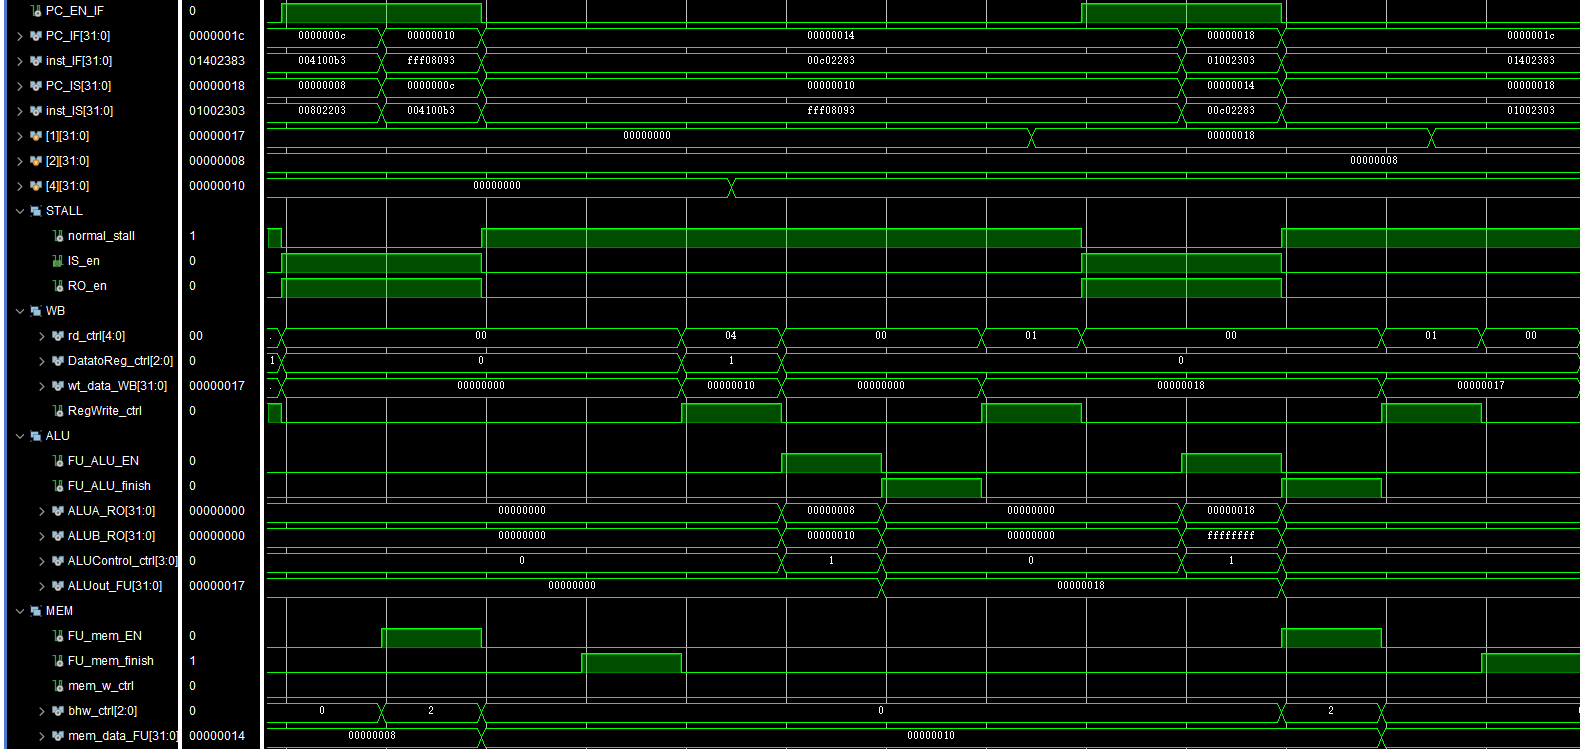 PC_EN_IF 0
PC_IF[31:0] 0000001c 0000000c 00000010 00000014 00000018 0000001c
inst_IF[31:0] 01402383 004100b3 fff08093 00c02283 01002303 01402383
PC_IS[31:0] 00000018 00000008 0000000c 00000010 00000014 00000018
inst_IS[31:0] 01002303 00802203 004100b3 fff08093 00c02283 01002303
[1][31:0] 00000017 00000000 00000018
[2][31:0] 00000008 00000008
[4][31:0] 00000010 00000000
STALL
normal_stall 1
IS_en 0
RO_en 0
WB
rd_ctrl[4:0] 00 . 00 04 00 01 00 01 00
DatatoReg_ctrl[2:0] 0 1 0 1 0
wt_data_WB[31:0] 00000017 . 00000000 00000010 00000000 00000018 00000017
RegWrite_ctrl 0
ALU
FU_ALU_EN 0
FU_ALU_finish 0
ALUA_RO[31:0] 00000000 00000000 00000008 00000000 00000018
ALUB_RO[31:0] 00000000 00000000 00000010 00000000 ffffffff
ALUControl_ctrl[3:0] 0 0 1 0 1
ALUout_FU[31:0] 00000017 00000000 00000018
MEM
FU_mem_EN 0
FU_mem_finish 1
mem_w_ctrl 0
bhw_ctrl[2:0] 0 0 2 0 2
mem_data_FU[31:0] 00000014 00000008 00000010